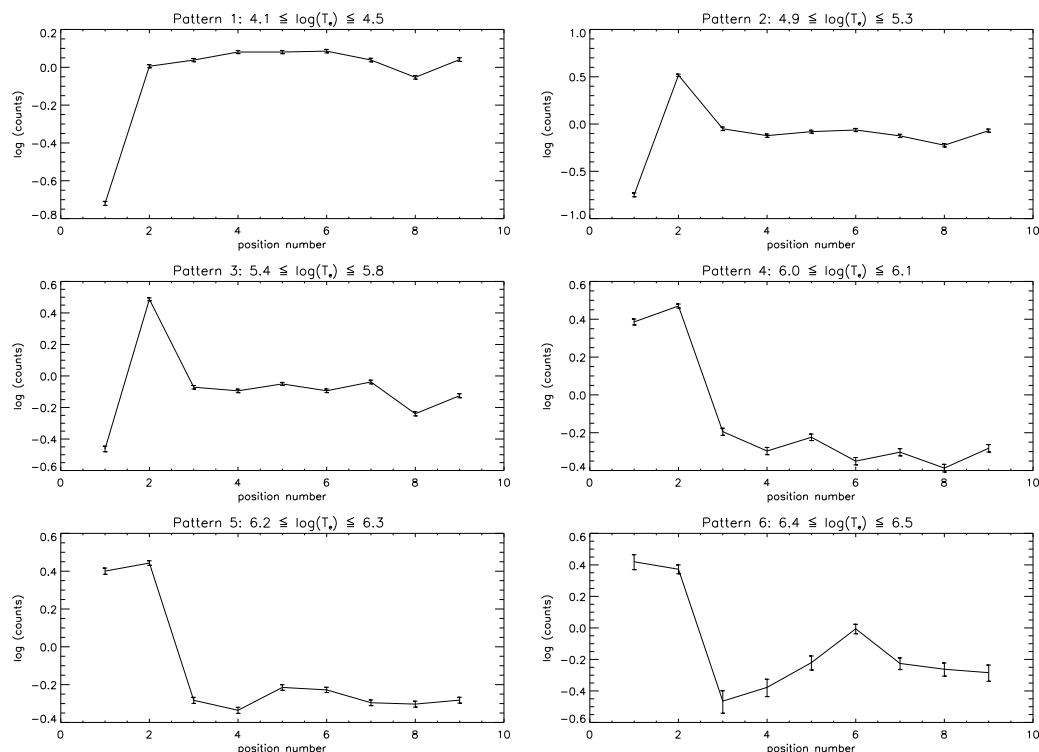 Pattern 1: 4.1 ≦ log(Tₑ) ≦ 4.5
0.2
0.0
−0.2
−0.4
−0.6
−0.8
log (counts)
0 2 4 6 8 10
position number
Pattern 2: 4.9 ≦ log(Tₑ) ≦ 5.3
1.0
0.5
0.0
−0.5
−1.0
log (counts)
0 2 4 6 8 10
position number
Pattern 3: 5.4 ≦ log(Tₑ) ≦ 5.8
0.6
0.4
0.2
0.0
−0.2
−0.4
−0.6
log (counts)
0 2 4 6 8 10
position number
Pattern 4: 6.0 ≦ log(Tₑ) ≦ 6.1
0.6
0.4
0.2
0.0
−0.2
−0.4
log (counts)
0 2 4 6 8 10
position number
Pattern 5: 6.2 ≦ log(Tₑ) ≦ 6.3
0.6
0.4
0.2
0.0
−0.2
−0.4
log (counts)
0 2 4 6 8 10
position number
Pattern 6: 6.4 ≦ log(Tₑ) ≦ 6.5
0.6
0.4
0.2
0.0
−0.2
−0.4
−0.6
log (counts)
0 2 4 6 8 10
position number